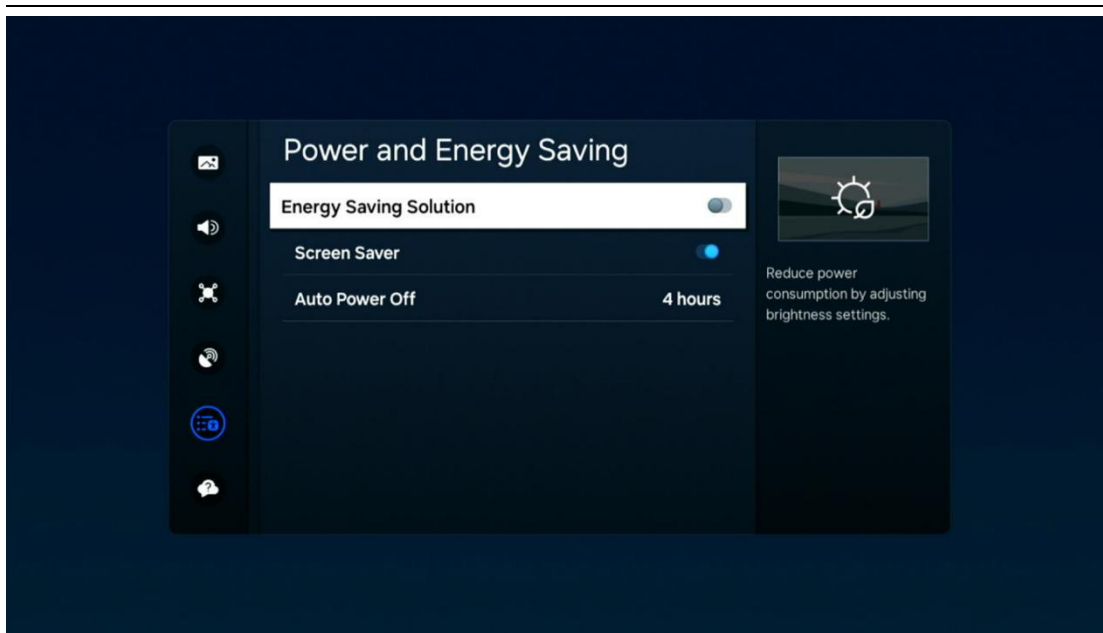 Power and Energy Saving
Energy Saving Solution
Screen Saver
Auto Power Off 4 hours
Reduce power
consumption by adjusting
brightness settings.